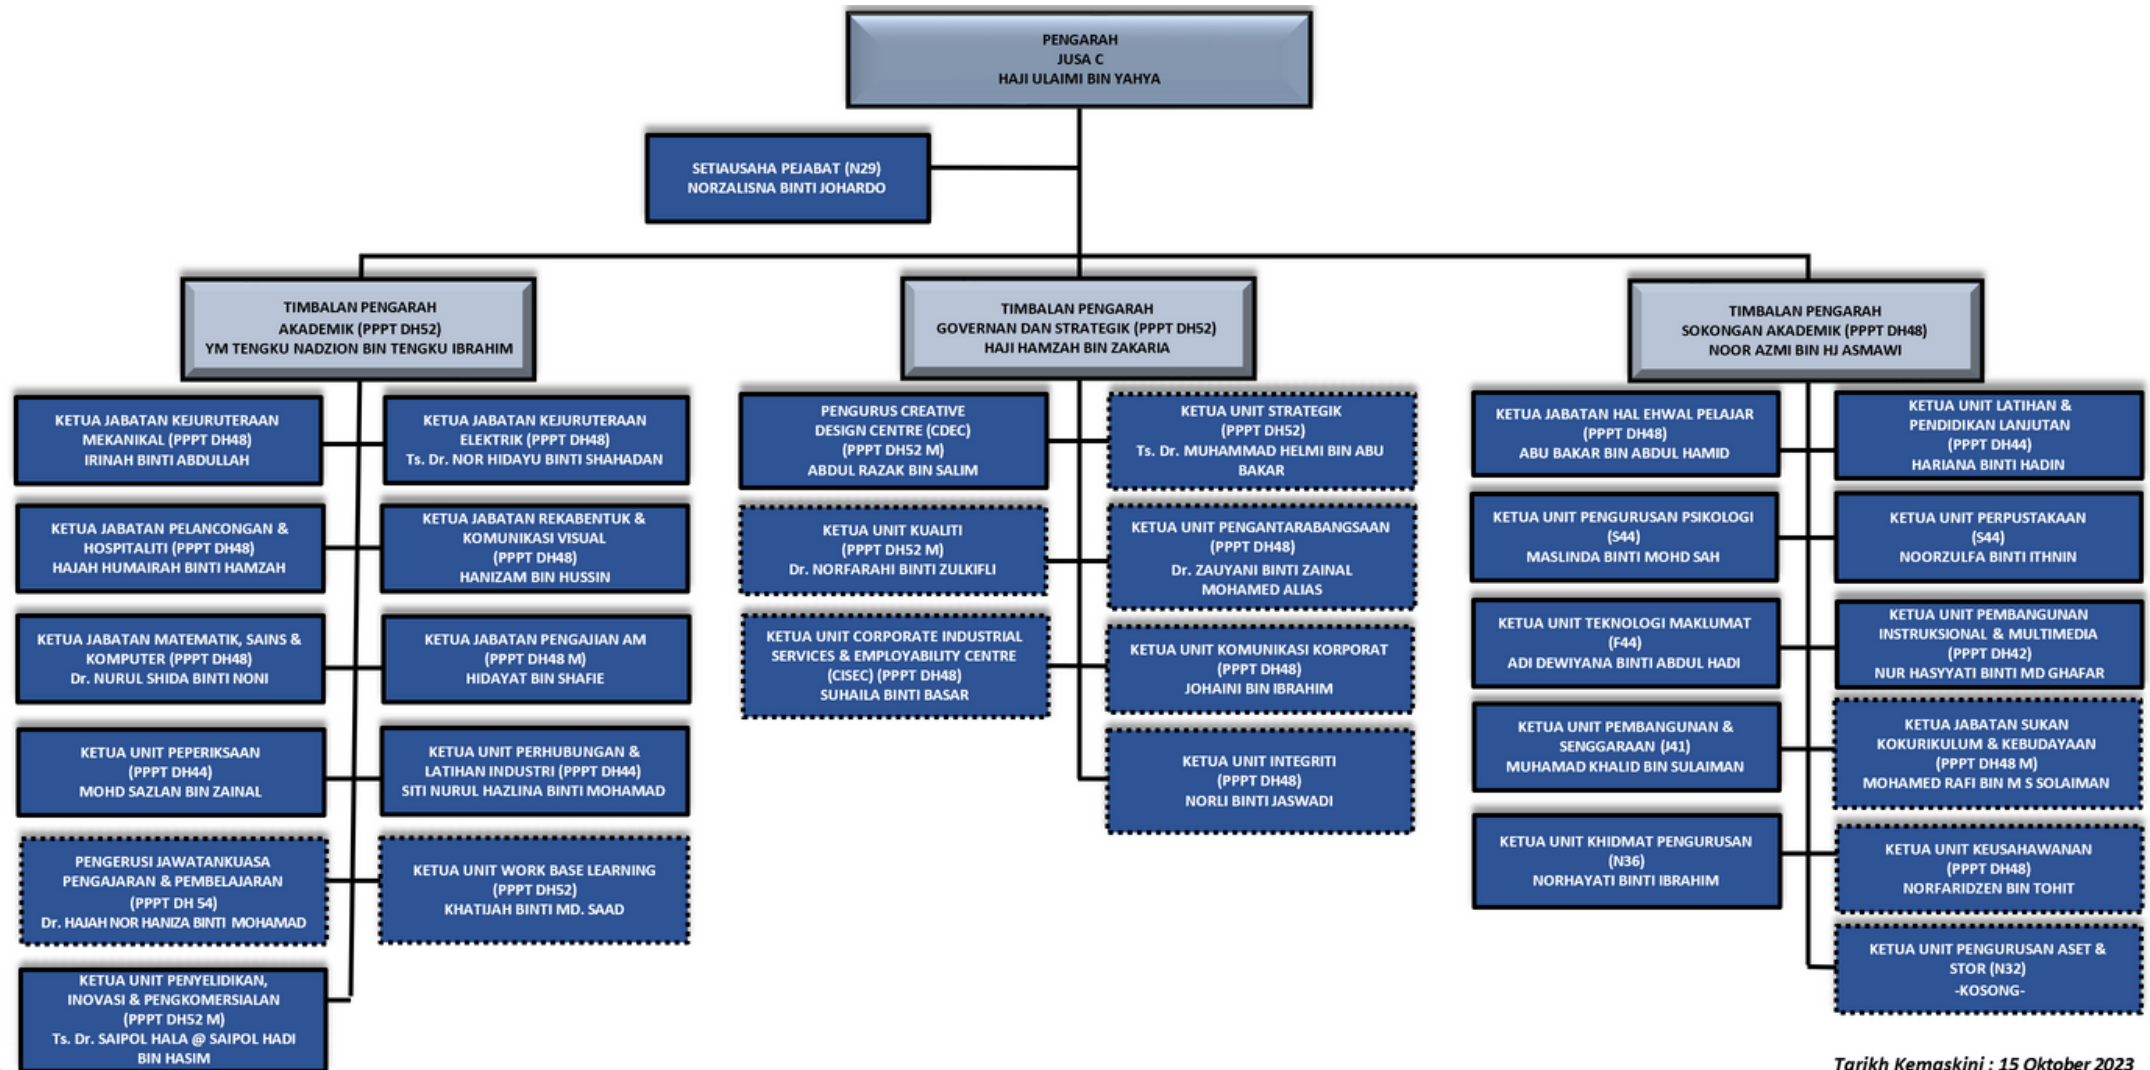 PENGARAH
JUSA C
HAJI ULAIMI BIN YAHYA
SETIAUSAHA PEJABAT (N29)
NORZALISNA BINTI JOHARDO
TIMBALAN PENGARAH
AKADEMIK (PPPT DH52)
YM TENGKU NADZION BIN TENGKU IBRAHIM
TIMBALAN PENGARAH
GOVERNAN DAN STRATEGIK (PPPT DH52)
HAJI HAMZAH BIN ZAKARIA
TIMBALAN PENGARAH
SOKONGAN AKADEMIK (PPPT DH48)
NOOR AZMI BIN HJ ASMAWI
KETUA JABATAN KEJURUTERAAN
MEKANIKAL (PPPT DH48)
IRINAH BINTI ABDULLAH
KETUA JABATAN KEJURUTERAAN
ELEKTRIK (PPPT DH48)
Ts. Dr. NOR HIDAYU BINTI SHAHADAN
KETUA JABATAN PELANCONGAN &
HOSPITALITI (PPPT DH48)
HAJAH HUMAIRAH BINTI HAMZAH
KETUA JABATAN REKABENTUK &
KOMUNIKASI VISUAL
(PPPT DH48)
HANIZAM BIN HUSSIN
KETUA JABATAN MATEMATIK, SAINS &
KOMPUTER (PPPT DH48)
Dr. NURUL SHIDA BINTI NONI
KETUA JABATAN PENGAJIAN AM
(PPPT DH48 M)
HIDAYAT BIN SHAFIE
KETUA UNIT PEPERIKSAAN
(PPPT DH44)
MOHD SAZLAN BIN ZAINAL
KETUA UNIT PERHUBUNGAN &
LATIHAN INDUSTRI (PPPT DH44)
SITI NURUL HAZLINA BINTI MOHAMAD
PENGERUSI JAWATANKUASA
PENGAJARAN & PEMBELAJARAN
(PPPT DH 54)
Dr. HAJAH NOR HANIZA BINTI MOHAMAD
KETUA UNIT WORK BASE LEARNING
(PPPT DH52)
KHATIJAH BINTI MD. SAAD
KETUA UNIT PENYELIDIKAN,
INOVASI & PENGKOMERSIALAN
(PPPT DH52 M)
Ts. Dr. SAIPOL HALA @ SAIPOL HADI
BIN HASIM
PENGURUS CREATIVE
DESIGN CENTRE (CDEC)
(PPPT DH52 M)
ABDUL RAZAK BIN SALIM
KETUA UNIT STRATEGIK
(PPPT DH52)
Ts. Dr. MUHAMMAD HELMI BIN ABU
BAKAR
KETUA UNIT KUALITI
(PPPT DH52 M)
Dr. NORFARAHI BINTI ZULKIFLI
KETUA UNIT PENGANTARABANGSAAN
(PPPT DH48)
Dr. ZAUYANI BINTI ZAINAL
MOHAMED ALIAS
KETUA UNIT CORPORATE INDUSTRIAL
SERVICES & EMPLOYABILITY CENTRE
(CISEC) (PPPT DH48)
SUHAILA BINTI BASAR
KETUA UNIT KOMUNIKASI KORPORAT
(PPPT DH48)
JOHAINI BIN IBRAHIM
KETUA UNIT INTEGRITI
(PPPT DH48)
NORLI BINTI JASWADI
KETUA JABATAN HAL EHWAL PELAJAR
(PPPT DH48)
ABU BAKAR BIN ABDUL HAMID
KETUA UNIT LATIHAN &
PENDIDIKAN LANJUTAN
(PPPT DH44)
HARIANA BINTI HADIN
KETUA UNIT PENGURUSAN PSIKOLOGI
(S44)
MASLINDA BINTI MOHD SAH
KETUA UNIT PERPUSTAKAAN
(S44)
NOORZULFA BINTI ITHNIN
KETUA UNIT TEKNOLOGI MAKLUMAT
(F44)
ADI DEWIYANA BINTI ABDUL HADI
KETUA UNIT PEMBANGUNAN
INSTRUKSIONAL & MULTIMEDIA
(PPPT DH42)
NUR HASYYATI BINTI MD GHAFAR
KETUA UNIT PEMBANGUNAN &
SENGGARAAN (J41)
MUHAMAD KHALID BIN SULAIMAN
KETUA JABATAN SUKAN
KOKURIKULUM & KEBUDAYAAN
(PPPT DH48 M)
MOHAMED RAFI BIN M S SOLAIMAN
KETUA UNIT KHIDMAT PENGURUSAN
(N36)
NORHAYATI BINTI IBRAHIM
KETUA UNIT KEUSAHAWANAN
(PPPT DH48)
NORFARIDZEN BIN TOHIT
KETUA UNIT PENGURUSAN ASET &
STOR (N32)
-KOSONG-
Tarikh Kemaskini : 15 Oktober 2023